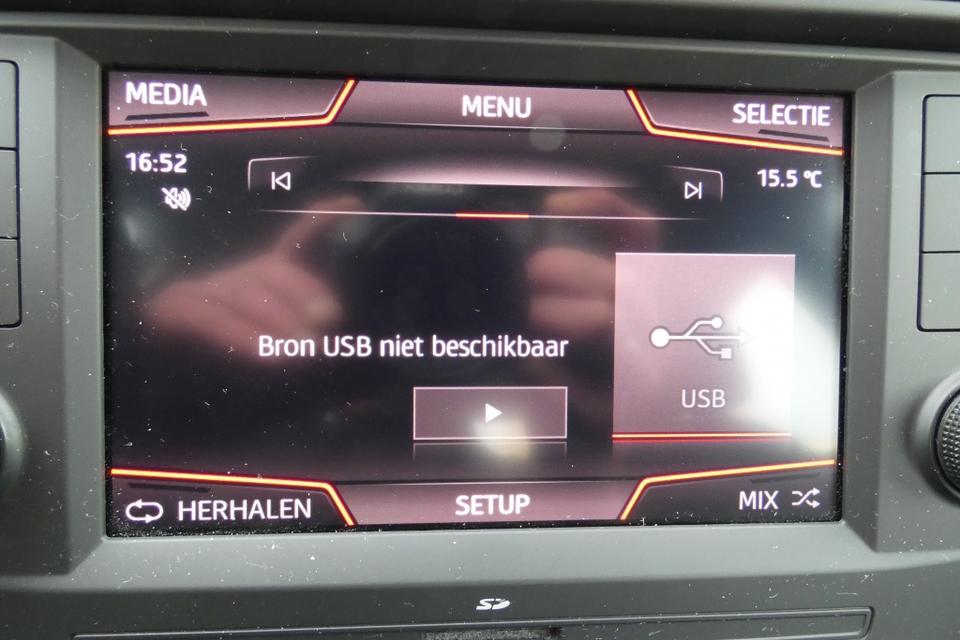 MEDIA
MENU
SELECTIE
16:52
15.5 ℃
Bron USB niet beschikbaar
USB
HERHALEN
SETUP
MIX
SD